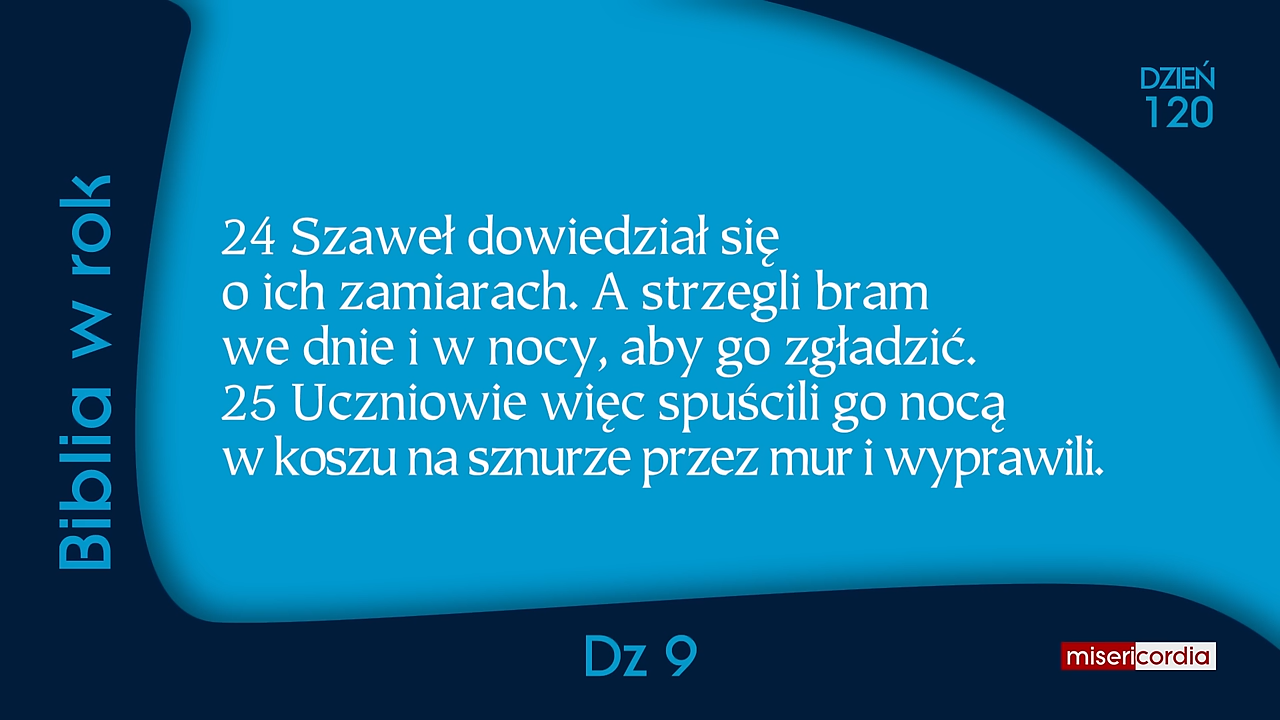 DZIEŃ
120
Biblia w rok
24 Szaweł dowiedział się
o ich zamiarach. A strzegli bram
we dnie i w nocy, aby go zgładzić.
25 Uczniowie więc spuścili go nocą
w koszu na sznurze przez mur i wyprawili.
Dz 9
misericordia